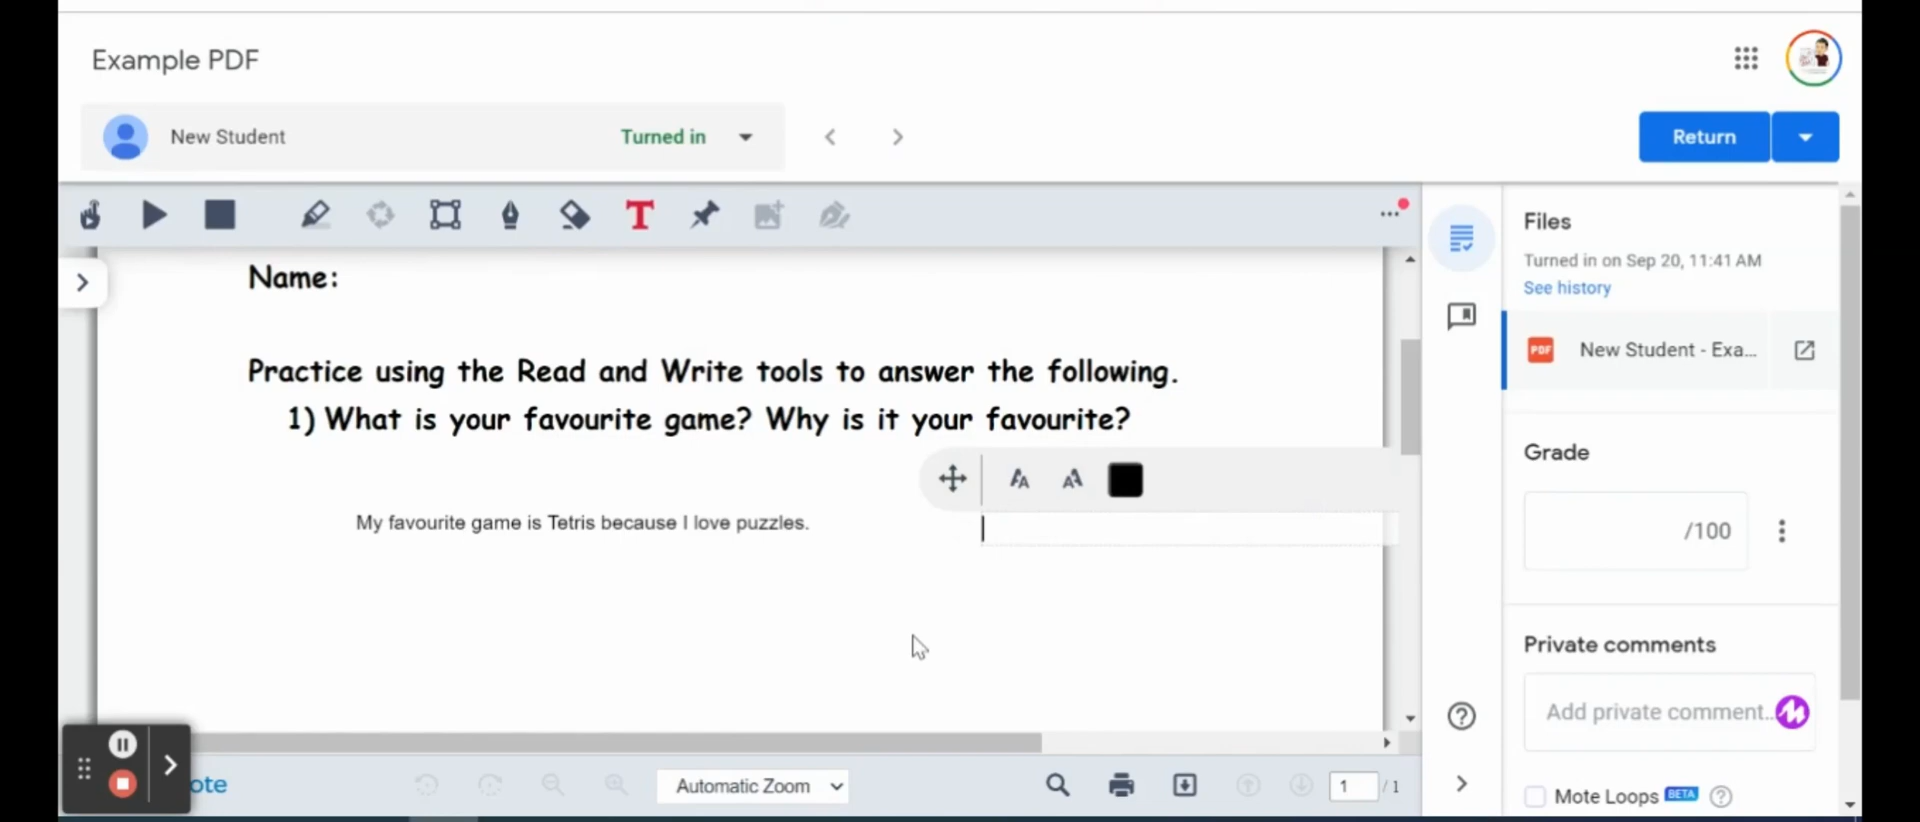 Example PDF
New Student
Turned in
Return
Files
Turned in on Sep 20, 11:41 AM
See history
PDF
New Student - Exa...
Name:
Practice using the Read and Write tools to answer the following.
1) What is your favourite game? Why is it your favourite?
My favourite game is Tetris because I love puzzles.
Grade
/100
Private comments
Add private comment...
Mote Loops BETA
ote
Automatic Zoom
1 / 1